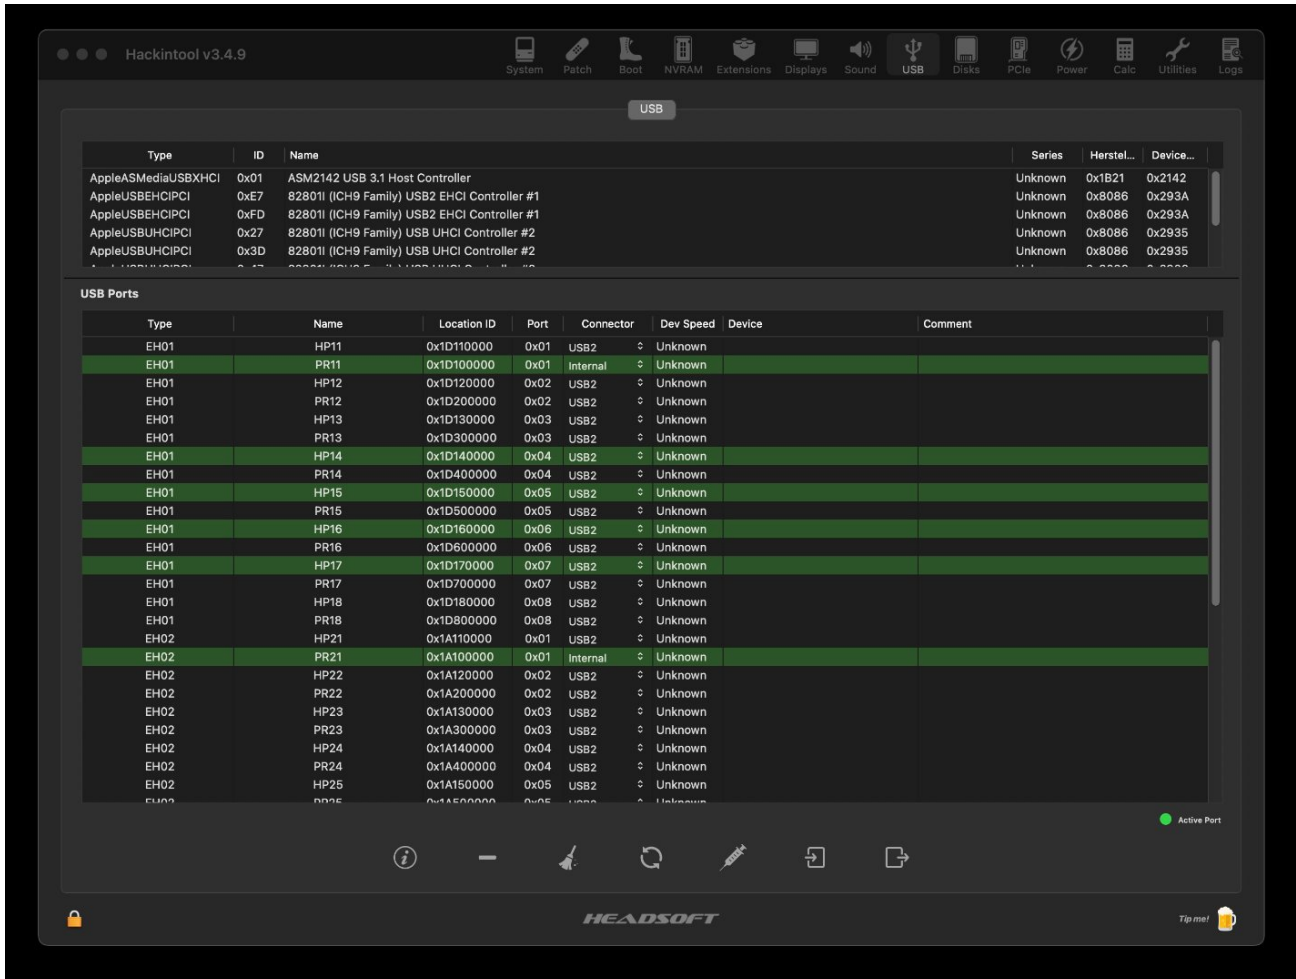 Hackintool v3.4.9
System Patch Boot NVRAM Extensions Displays Sound USB Disks PCIe Power Calc Utilities Logs
USB
Type ID Name Series Herstel... Device...
AppleASMediaUSBXHCI 0x01 ASM2142 USB 3.1 Host Controller Unknown 0x1B21 0x2142
AppleUSBEHCIPCI 0xE7 82801I (ICH9 Family) USB2 EHCI Controller #1 Unknown 0x8086 0x293A
AppleUSBEHCIPCI 0xFD 82801I (ICH9 Family) USB2 EHCI Controller #1 Unknown 0x8086 0x293A
AppleUSBUHCIPCI 0x27 82801I (ICH9 Family) USB UHCI Controller #2 Unknown 0x8086 0x2935
AppleUSBUHCIPCI 0x3D 82801I (ICH9 Family) USB UHCI Controller #2 Unknown 0x8086 0x2935
USB Ports
Type Name Location ID Port Connector Dev Speed Device Comment
EH01 HP11 0x1D110000 0x01 USB2 Unknown
EH01 PR11 0x1D100000 0x01 Internal Unknown
EH01 HP12 0x1D120000 0x02 USB2 Unknown
EH01 PR12 0x1D200000 0x02 USB2 Unknown
EH01 HP13 0x1D130000 0x03 USB2 Unknown
EH01 PR13 0x1D300000 0x03 USB2 Unknown
EH01 HP14 0x1D140000 0x04 USB2 Unknown
EH01 PR14 0x1D400000 0x04 USB2 Unknown
EH01 HP15 0x1D150000 0x05 USB2 Unknown
EH01 PR15 0x1D500000 0x05 USB2 Unknown
EH01 HP16 0x1D160000 0x06 USB2 Unknown
EH01 PR16 0x1D600000 0x06 USB2 Unknown
EH01 HP17 0x1D170000 0x07 USB2 Unknown
EH01 PR17 0x1D700000 0x07 USB2 Unknown
EH01 HP18 0x1D180000 0x08 USB2 Unknown
EH01 PR18 0x1D800000 0x08 USB2 Unknown
EH02 HP21 0x1A110000 0x01 USB2 Unknown
EH02 PR21 0x1A100000 0x01 Internal Unknown
EH02 HP22 0x1A120000 0x02 USB2 Unknown
EH02 PR22 0x1A200000 0x02 USB2 Unknown
EH02 HP23 0x1A130000 0x03 USB2 Unknown
EH02 PR23 0x1A300000 0x03 USB2 Unknown
EH02 HP24 0x1A140000 0x04 USB2 Unknown
EH02 PR24 0x1A400000 0x04 USB2 Unknown
EH02 HP25 0x1A150000 0x05 USB2 Unknown
EH02 PR25 0x1A500000 0x05 USB2 Unknown
Active Port
HEADSOFT
Tip me!